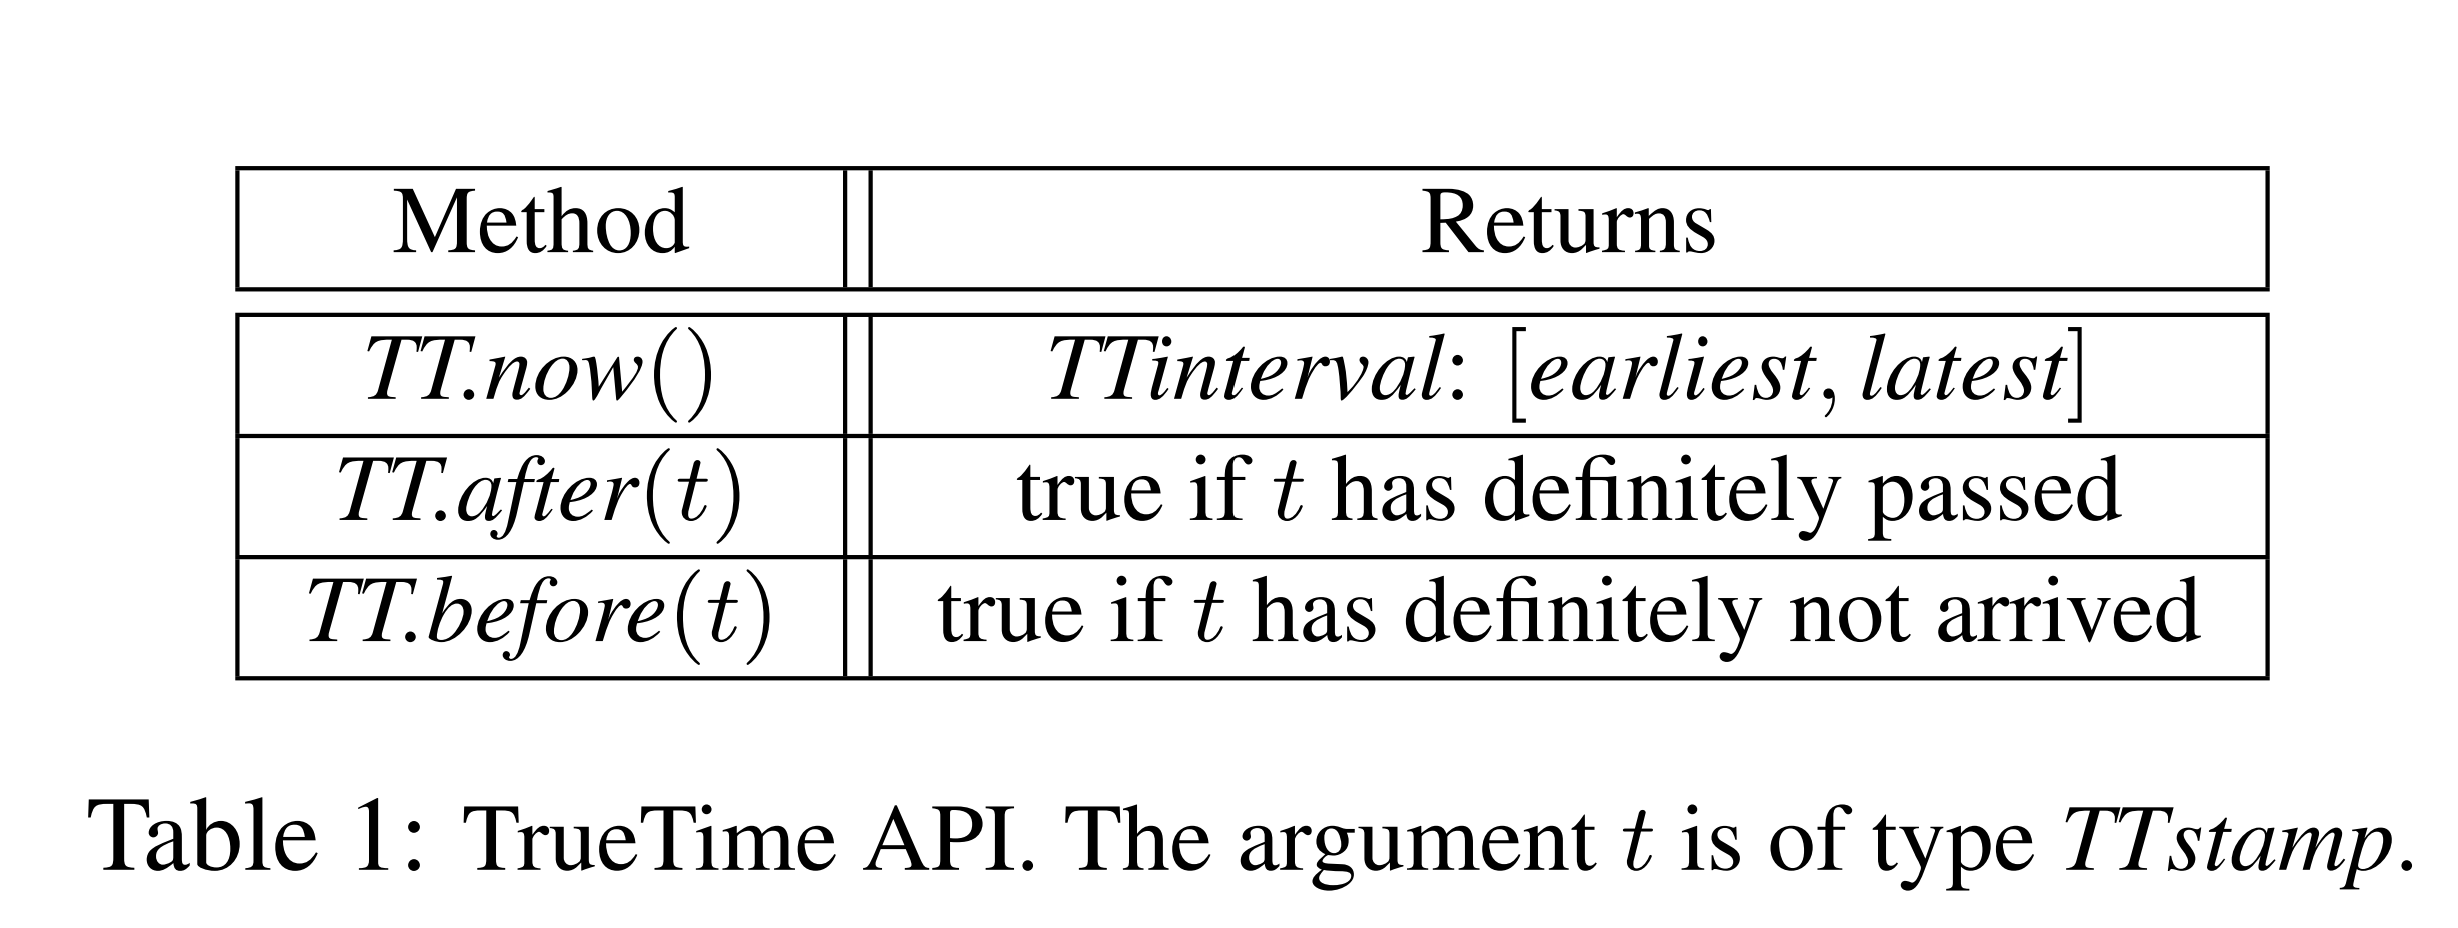 Method Returns
TT.now() TTinterval: [earliest, latest]
TT.after(t) true if t has definitely passed
TT.before(t) true if t has definitely not arrived
Table 1: TrueTime API. The argument t is of type TTstamp.